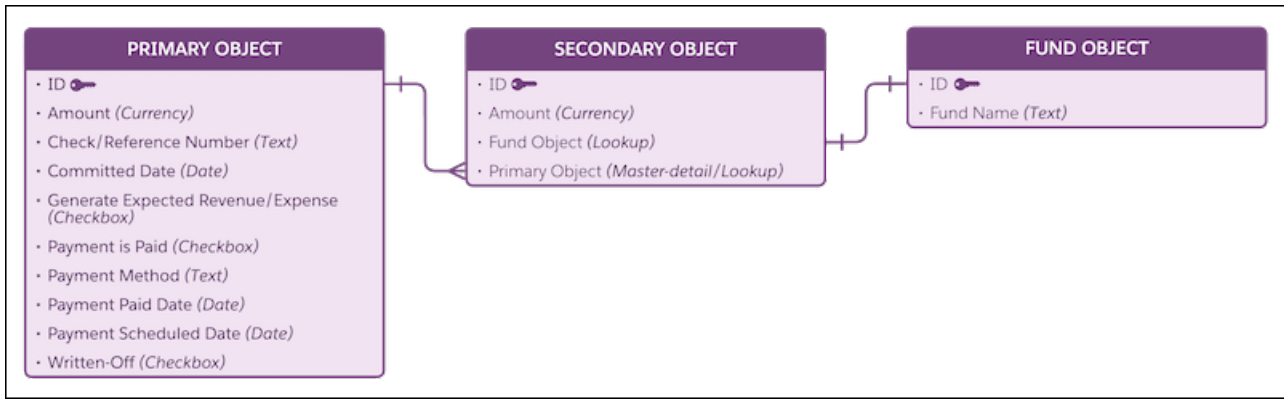 PRIMARY OBJECT
· ID
· Amount (Currency)
· Check/Reference Number (Text)
· Committed Date (Date)
· Generate Expected Revenue/Expense
(Checkbox)
· Payment is Paid (Checkbox)
· Payment Method (Text)
· Payment Paid Date (Date)
· Payment Scheduled Date (Date)
· Written-Off (Checkbox)
SECONDARY OBJECT
· ID
· Amount (Currency)
· Fund Object (Lookup)
· Primary Object (Master-detail/Lookup)
FUND OBJECT
· ID
· Fund Name (Text)